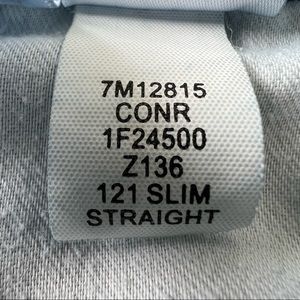 7M12815
CONR
1F24500
Z136
121 SLIM
STRAIGHT